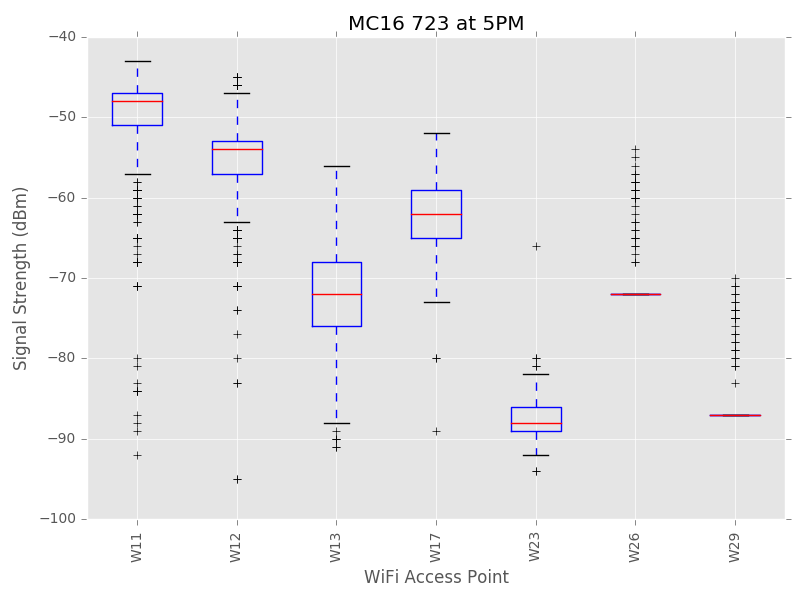 MC16 723 at 5PM
−40
−50
−60
−70
−80
−90
−100
Signal Strength (dBm)
W11
W12
W13
W17
W23
W26
W29
WiFi Access Point